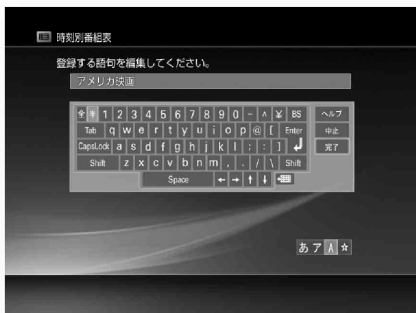 時刻別番組表
登録する語句を編集してください。
アメリカ映画
全 半 1 2 3 4 5 6 7 8 9 0 - ^ ¥ BS ヘルプ
Tab q w e r t y u i o p @ [ Enter 中止
CapsLock a s d f g h j k l ; : ] 完了
Shift z x c v b n m , . / \ Shift
Space ← → ↑ ↓
あ ア A ☆